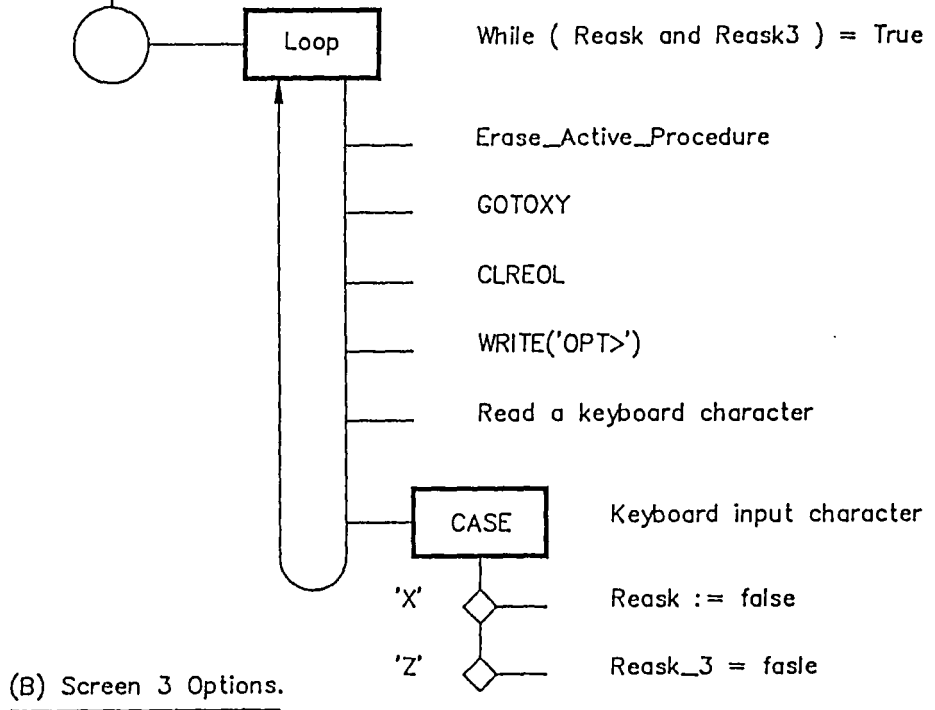 Loop While ( Reask and Reask3 ) = True
Erase_Active_Procedure
GOTOXY
CLREOL
WRITE('OPT>')
Read a keyboard character
CASE Keyboard input character
'X' Reask := false
'Z' Reask_3 = fasle
(B) Screen 3 Options.